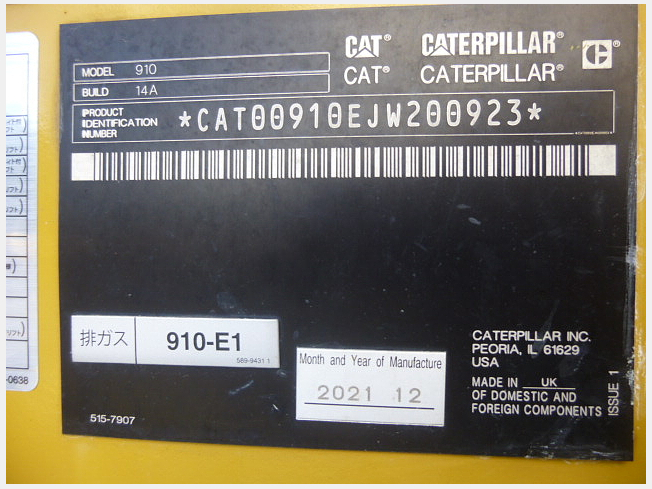 CAT® CATERPILLAR® C®
CAT® CATERPILLAR®
MODEL 910
BUILD 14A
PRODUCT IDENTIFICATION NUMBER
*CAT00910EJW200923*
排ガス 910-E1
589-9431 1
Month and Year of Manufacture
2021 12
CATERPILLAR INC.
PEORIA, IL 61629
USA
MADE IN UK
OF DOMESTIC AND
FOREIGN COMPONENTS
ISSUE 1
515-7907
-0638